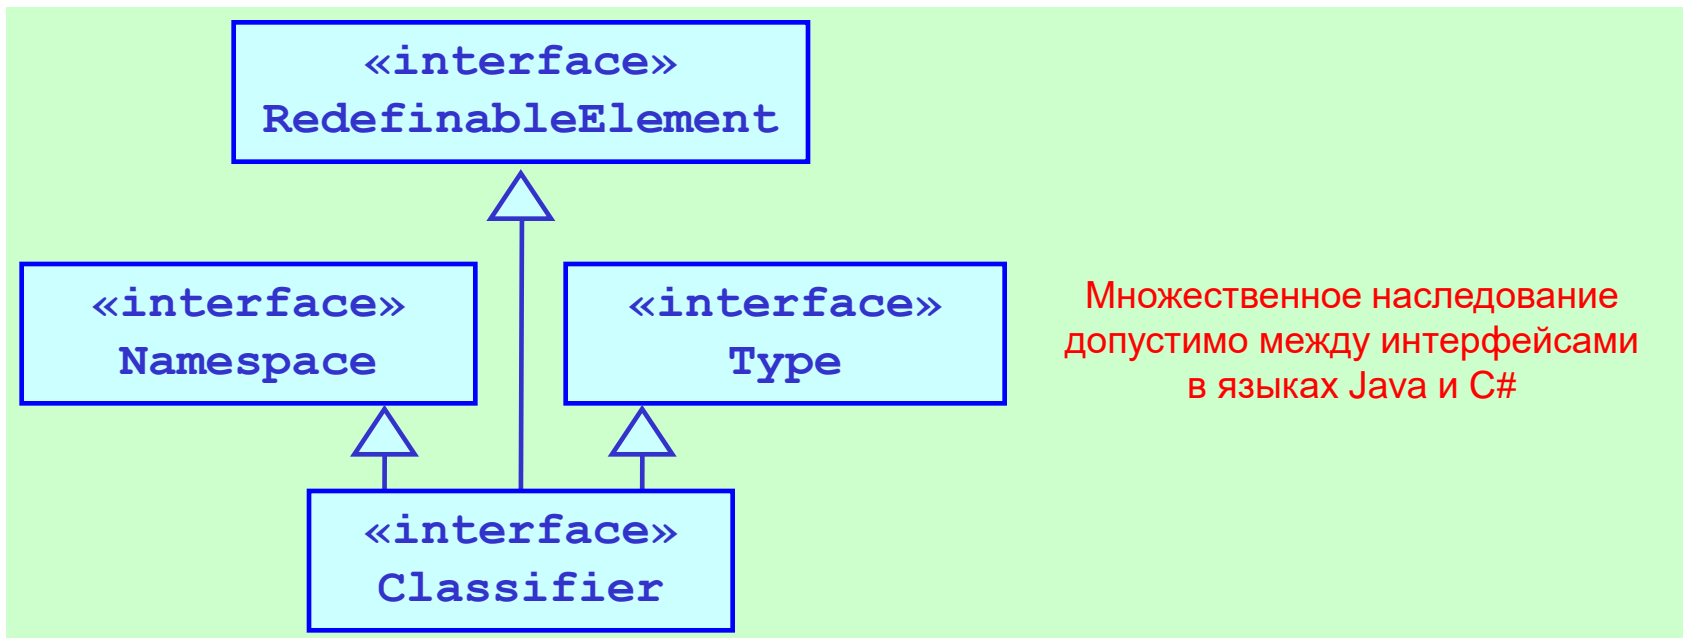 «interface»
RedefinableElement
«interface»
Namespace
«interface»
Type
Множественное наследование
допустимо между интерфейсами
в языках Java и C#
«interface»
Classifier